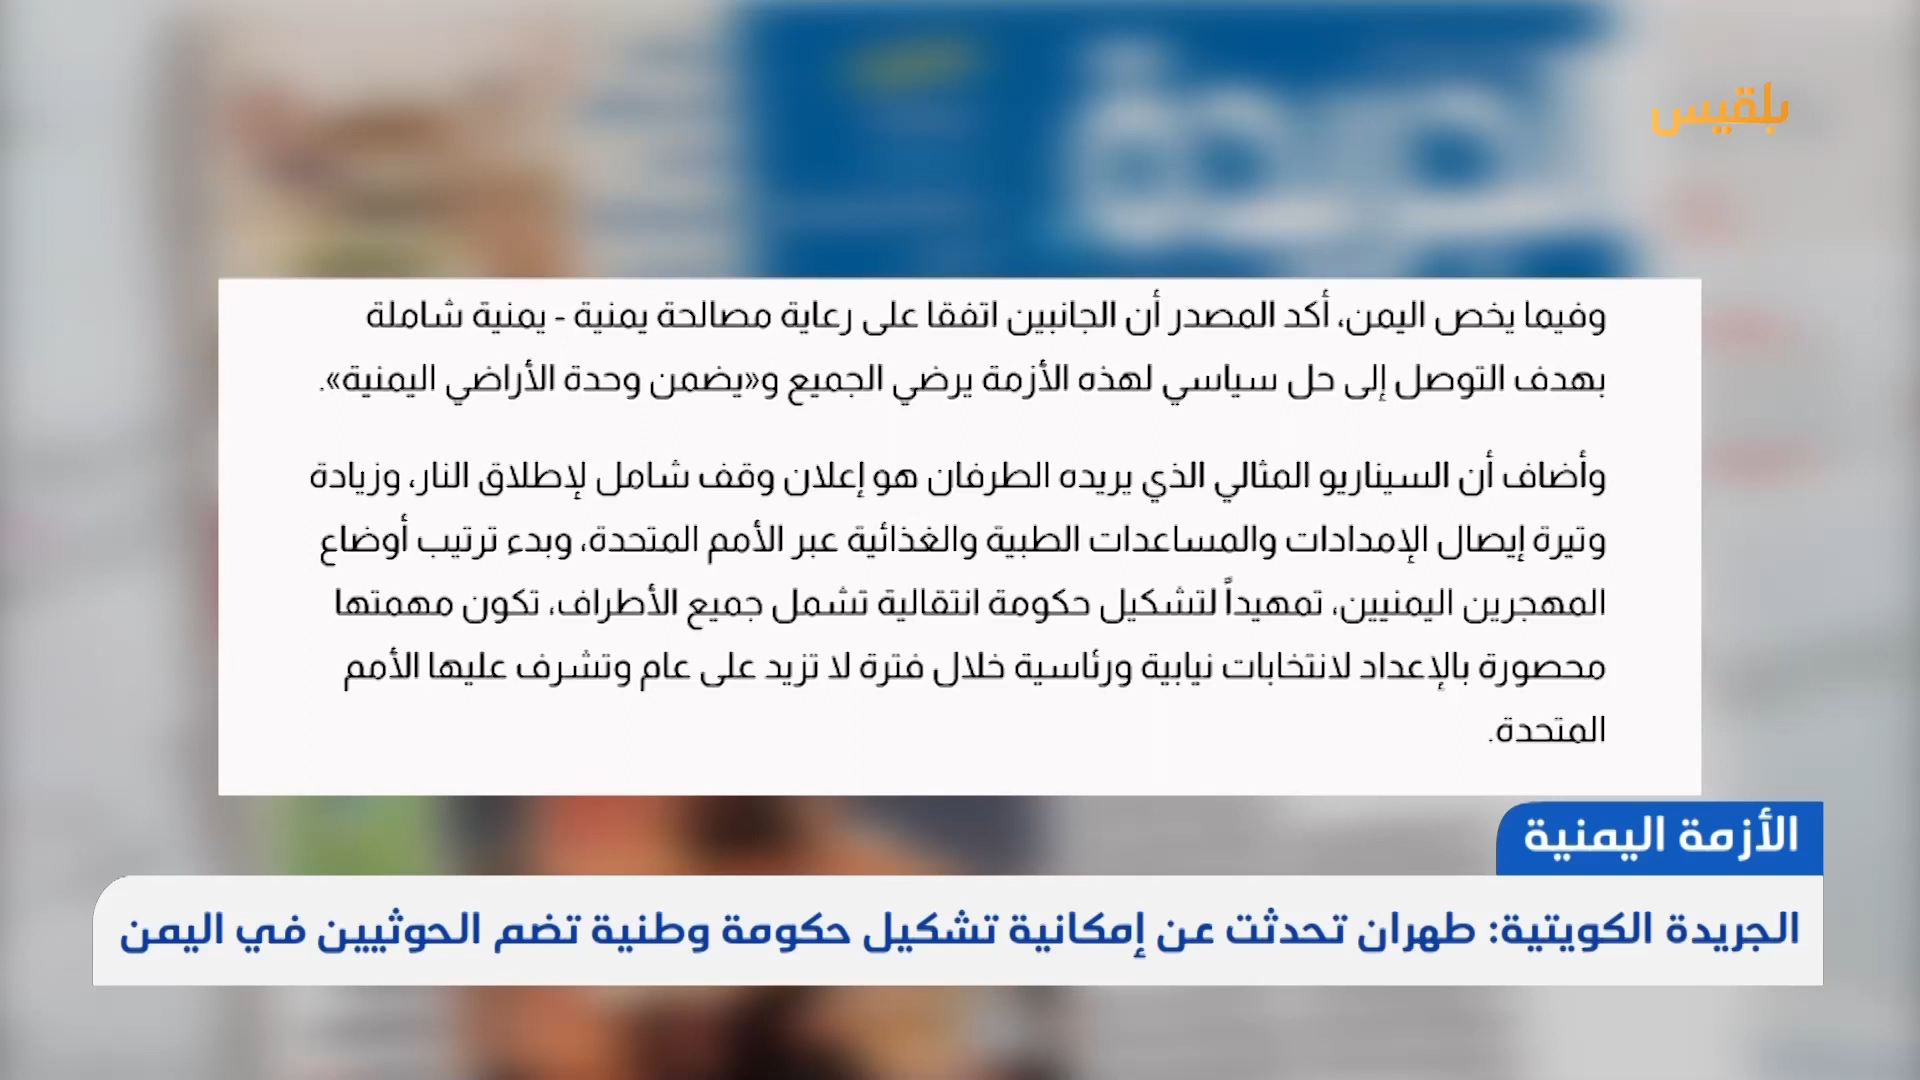 بلقيس
وفيما يخص اليمن، أكد المصدر أن الجانبين اتفقا على رعاية مصالحة يمنية - يمنية شاملة
بهدف التوصل إلى حل سياسي لهذه الأزمة يرضي الجميع و«يضمن وحدة الأراضي اليمنية».
وأضاف أن السيناريو المثالي الذي يريده الطرفان هو إعلان وقف شامل لإطلاق النار، وزيادة
وتيرة إيصال الإمدادات والمساعدات الطبية والغذائية عبر الأمم المتحدة، وبدء ترتيب أوضاع
المهجرين اليمنيين، تمهيداً لتشكيل حكومة انتقالية تشمل جميع الأطراف، تكون مهمتها
محصورة بالإعداد لانتخابات نيابية ورئاسية خلال فترة لا تزيد على عام وتشرف عليها الأمم
المتحدة.
الأزمة اليمنية
الجريدة الكويتية: طهران تحدثت عن إمكانية تشكيل حكومة وطنية تضم الحوثيين في اليمن